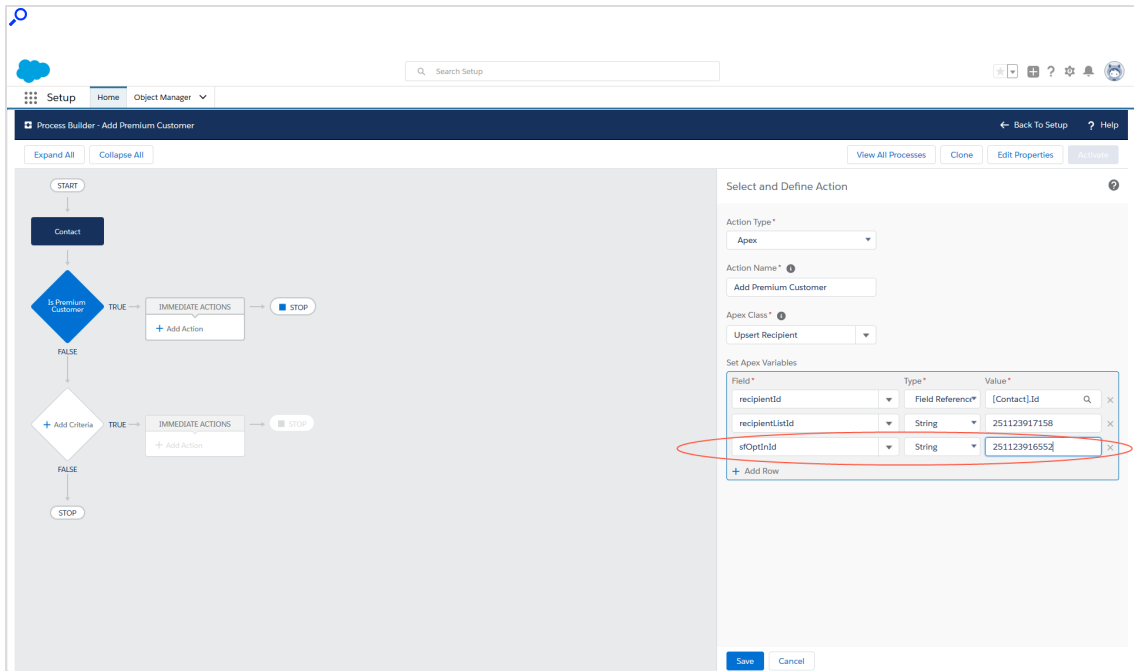 Search Setup
Setup Home Object Manager
Process Builder - Add Premium Customer Back To Setup ? Help
Expand All Collapse All View All Processes Clone Edit Properties Activate
START
Contact
Is Premium
Customer
TRUE
IMMEDIATE ACTIONS
+ Add Action
STOP
FALSE
+ Add Criteria
TRUE
IMMEDIATE ACTIONS
+ Add Action
STOP
FALSE
STOP
Select and Define Action
Action Type*
Apex
Action Name*
Add Premium Customer
Apex Class*
Upsert Recipient
Set Apex Variables
Field* Type* Value*
recipientId Field Reference [Contact].Id
recipientListId String 251123917158
sfOptInId String 251123916552
+ Add Row
Save Cancel